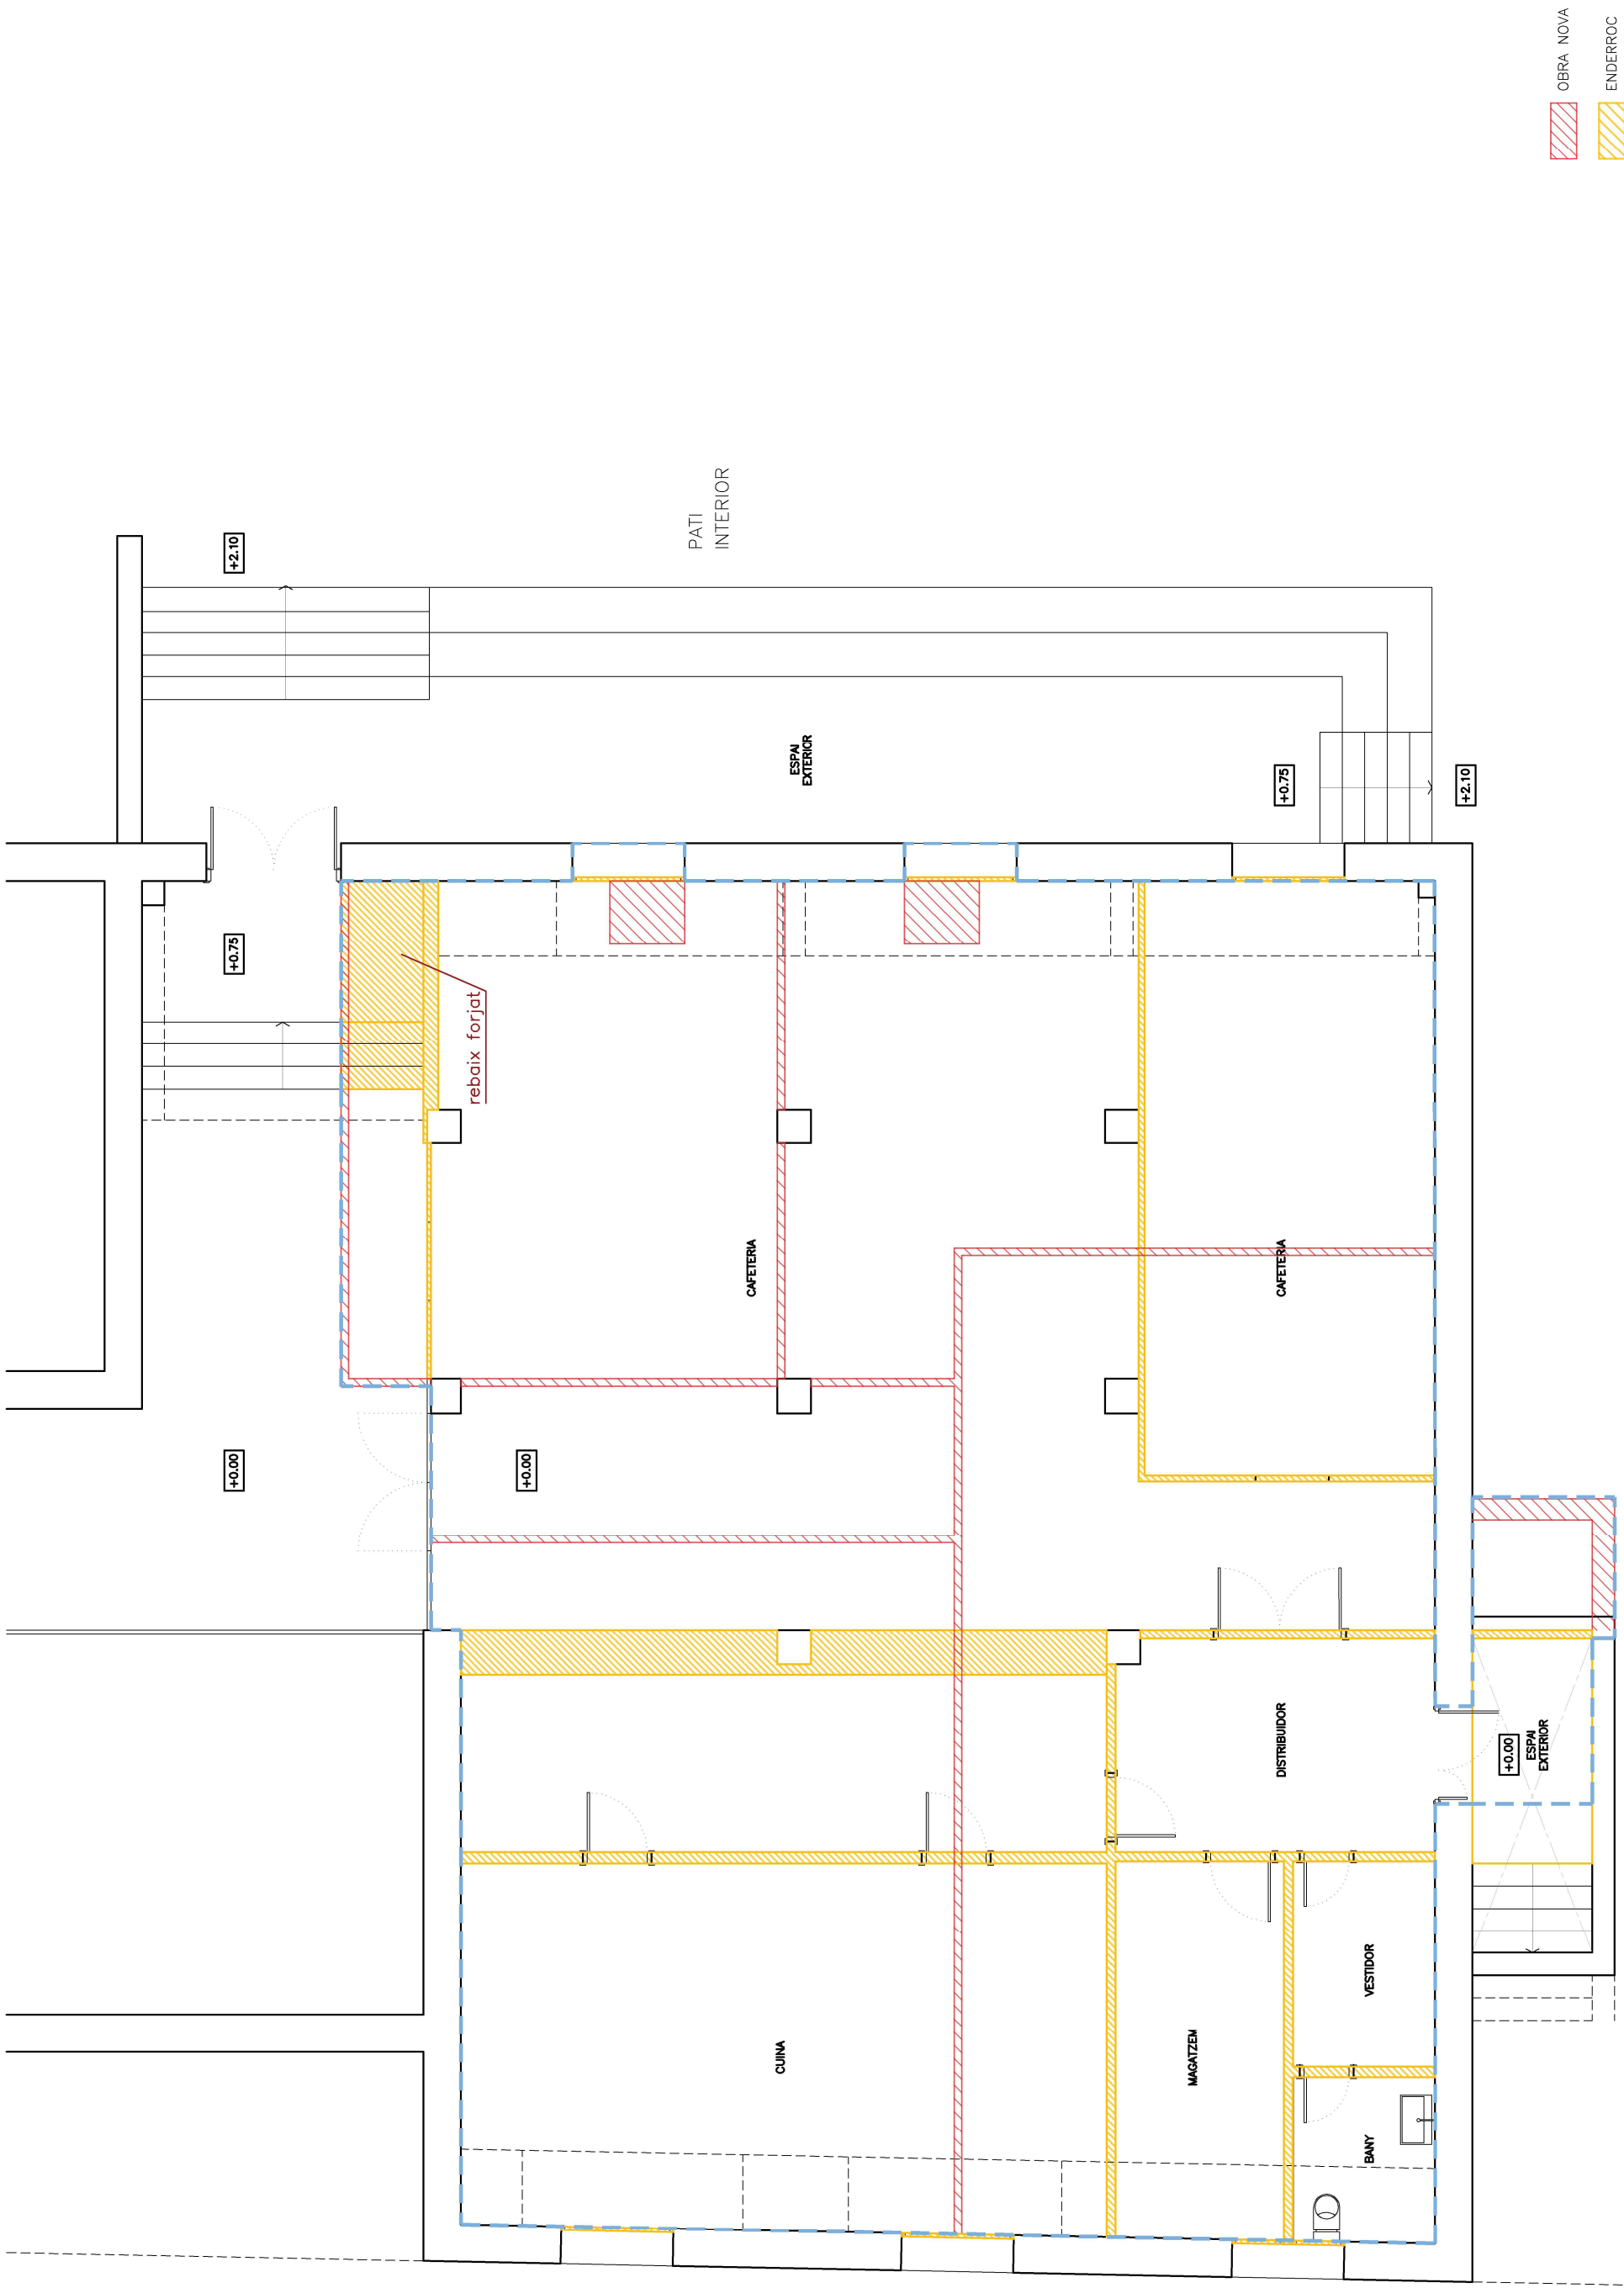 OBRA NOVA
ENDERROC
+2.10
PATI
INTERIOR
ESPAI
EXTERIOR
+0.75
+2.10
+0.75
rebaix forjat
CAFETERIA
CAFETERIA
+0.00
+0.00
DISTRIBUIDOR
+0.00
ESPAI
EXTERIOR
CUINA
MAGATZEM
VESTIDOR
BANY